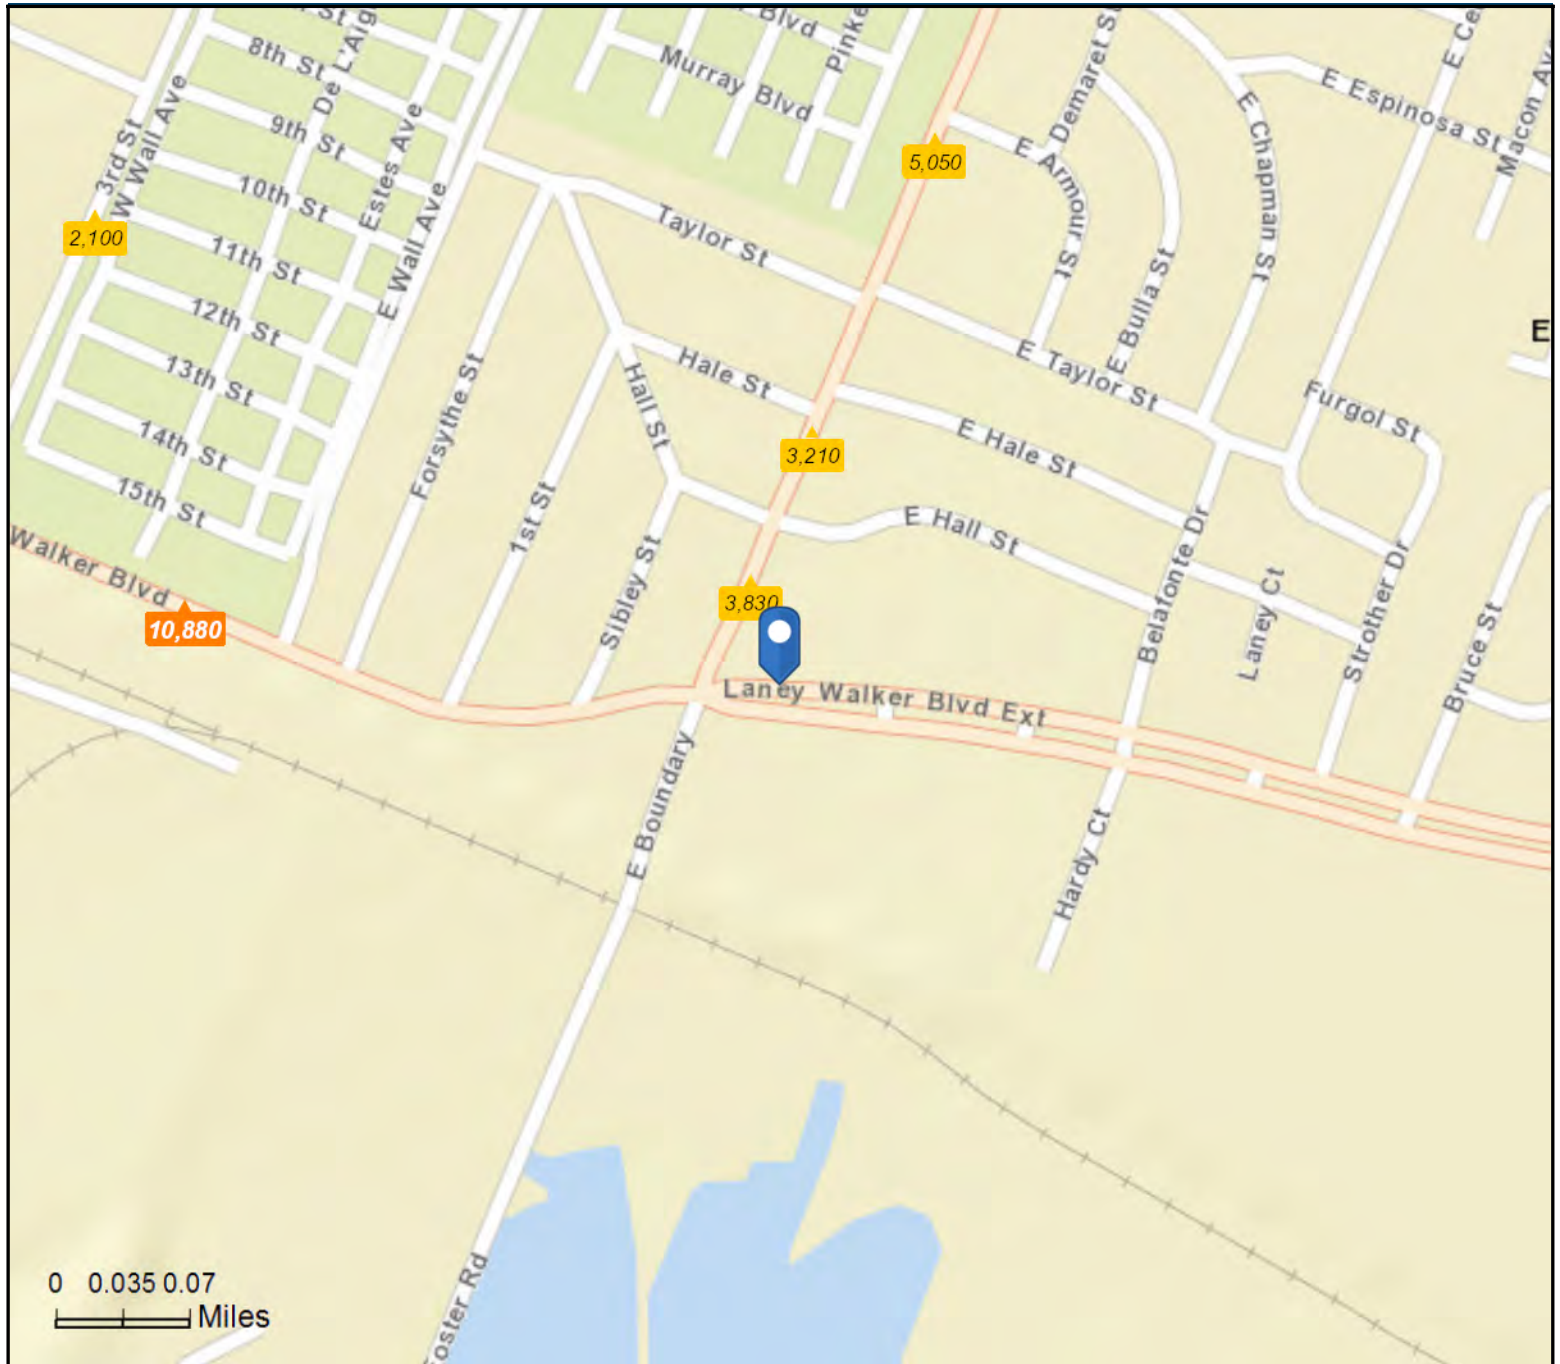 St
8th St
De L'Aig
9th St
10th St
11th St
12th St
13th St
14th St
15th St
3rd St
W Wall Ave
Estes Ave
E Wall Ave
2,100
Blvd
Pinke
Murray Blvd
5,050
Demaret St
E Armour St
E Chapman St
E Espinosa St
E Ce
Macon Av
Taylor St
E Bulla St
E
Forsythe St
1st St
Hall St
Hale St
E Taylor St
Furgol St
3,210
E Hale St
E Hall St
Sibley St
Belafonte Dr
Laney Ct
Strother Dr
Bruce St
Walker Blvd
10,880
3,830
Laney Walker Blvd Ext
E Boundary
Hardy Ct
oster Rd
0 0.035 0.07
Miles